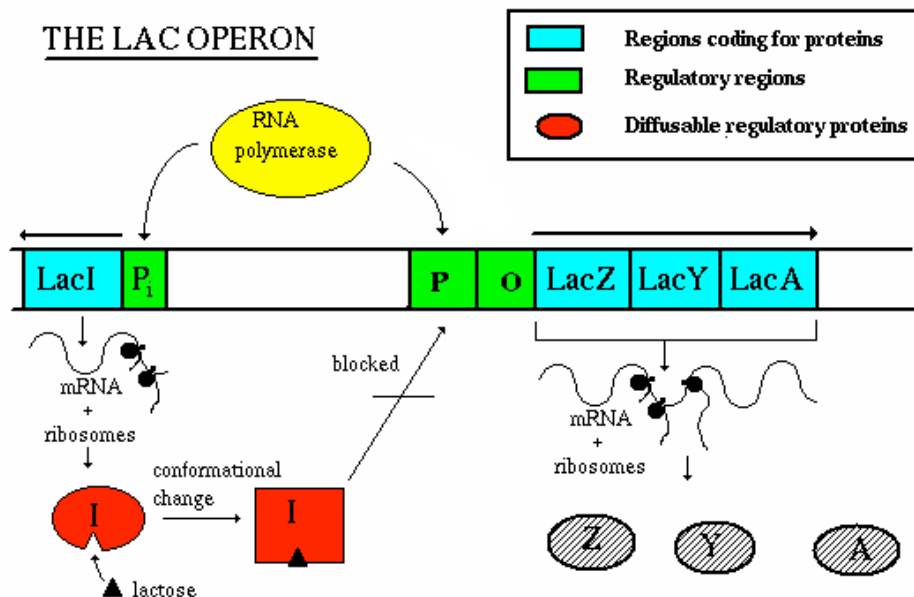 THE LAC OPERON
Regions coding for proteins
Regulatory regions
Diffusable regulatory proteins
RNA
polymerase
LacI
Pi
P
O
LacZ
LacY
LacA
mRNA
+
ribosomes
blocked
mRNA
+
ribosomes
conformational
change
I
I
lactose
Z
Y
A